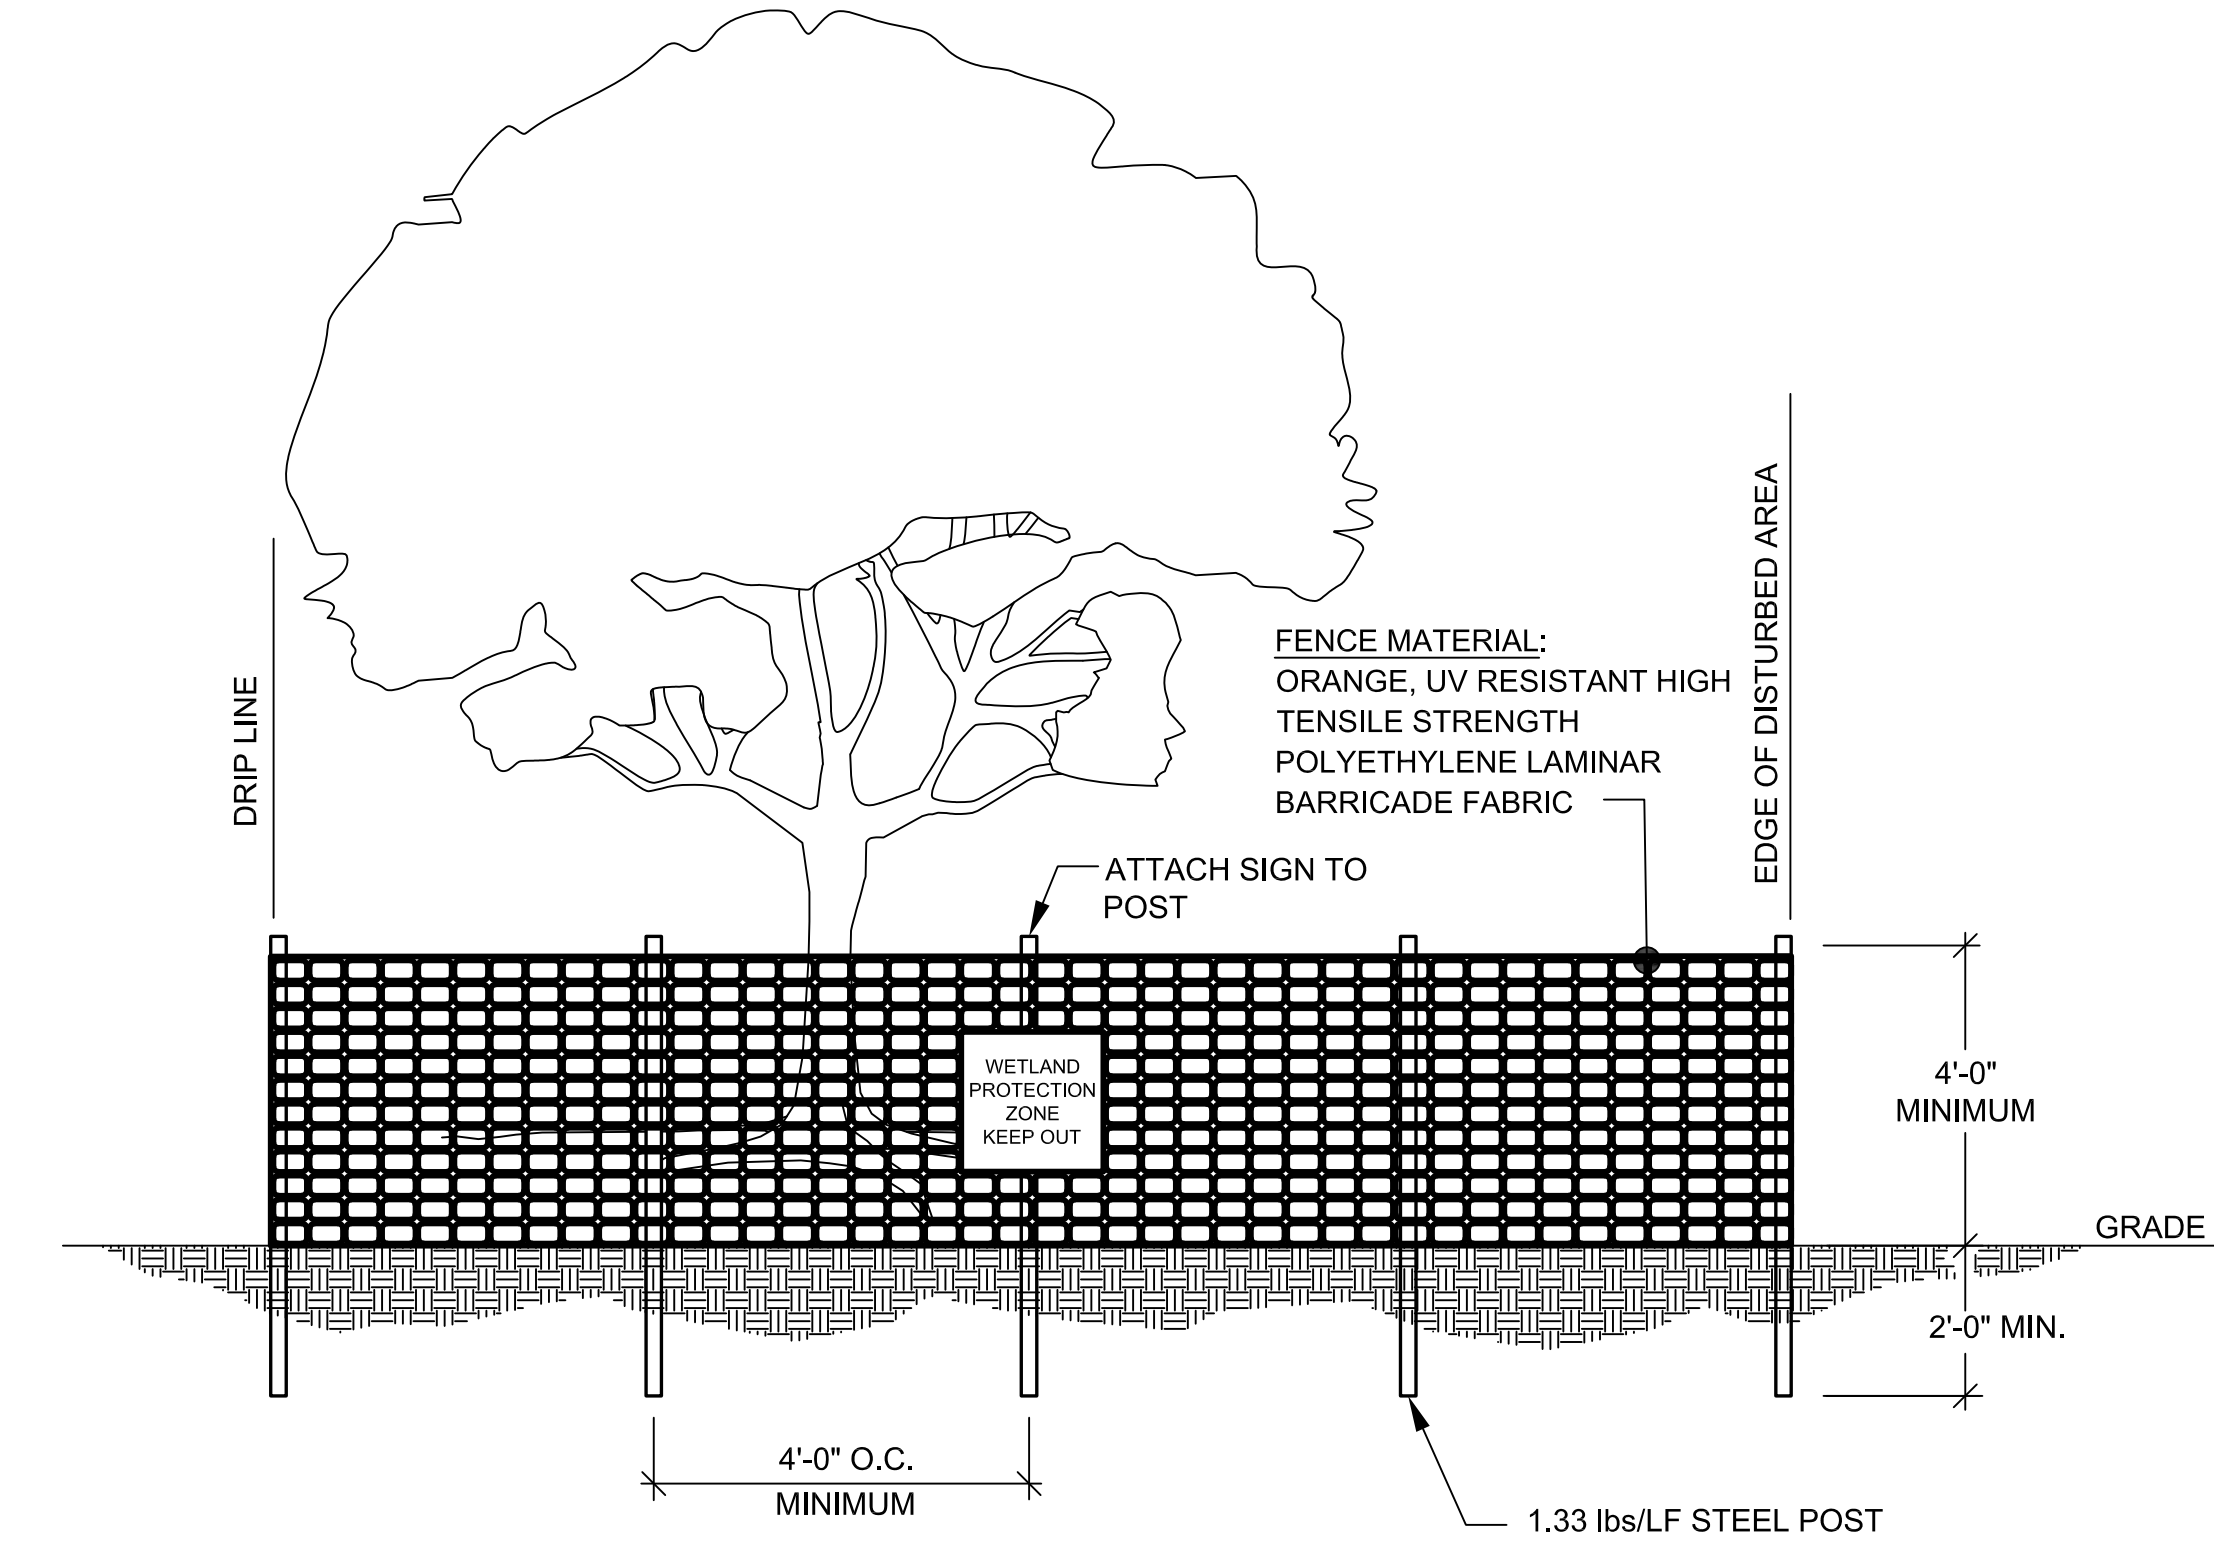 DRIP LINE
EDGE OF DISTURBED AREA
FENCE MATERIAL:
ORANGE, UV RESISTANT HIGH
TENSILE STRENGTH
POLYETHYLENE LAMINAR
BARRICADE FABRIC
ATTACH SIGN TO
POST
WETLAND
PROTECTION
ZONE
KEEP OUT
4'-0"
MINIMUM
GRADE
2'-0" MIN.
4'-0" O.C.
MINIMUM
1.33 lbs/LF STEEL POST